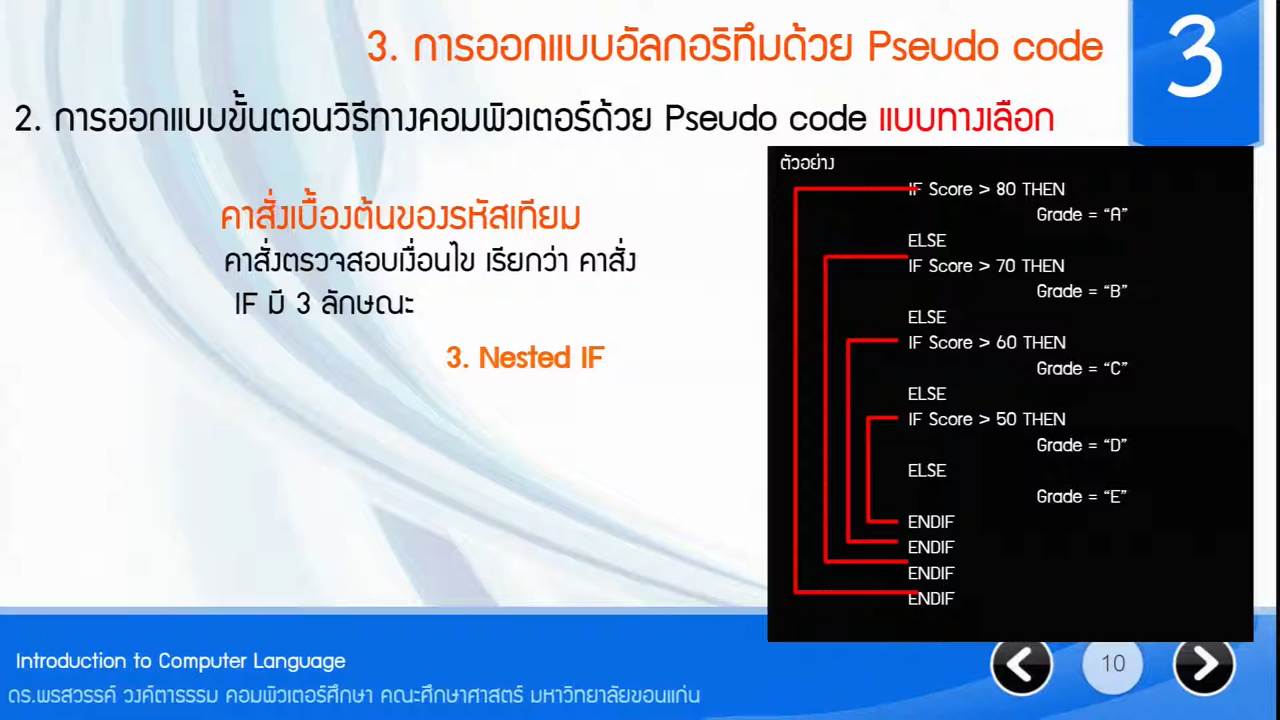 3. การออกแบบอัลกอริทึมด้วย Pseudo code
3
2. การออกแบบขั้นตอนวิธีทางคอมพิวเตอร์ด้วย Pseudo code แบบทางเลือก
คาสั่งเบื้องต้นของรหัสเทียม
คาสั่งตรวจสอบเงื่อนไข เรียกว่า คาสั่ง
IF มี 3 ลักษณะ
3. Nested IF
ตัวอย่าง
IF Score > 80 THEN
Grade = “A”
ELSE
IF Score > 70 THEN
Grade = “B”
ELSE
IF Score > 60 THEN
Grade = “C”
ELSE
IF Score > 50 THEN
Grade = “D”
ELSE
Grade = “E”
ENDIF
ENDIF
ENDIF
ENDIF
Introduction to Computer Language
10
ดร.พรสวรรค์ วงค์ตาธรรม คอมพิวเตอร์ศึกษา คณะศึกษาศาสตร์ มหาวิทยาลัยขอนแก่น